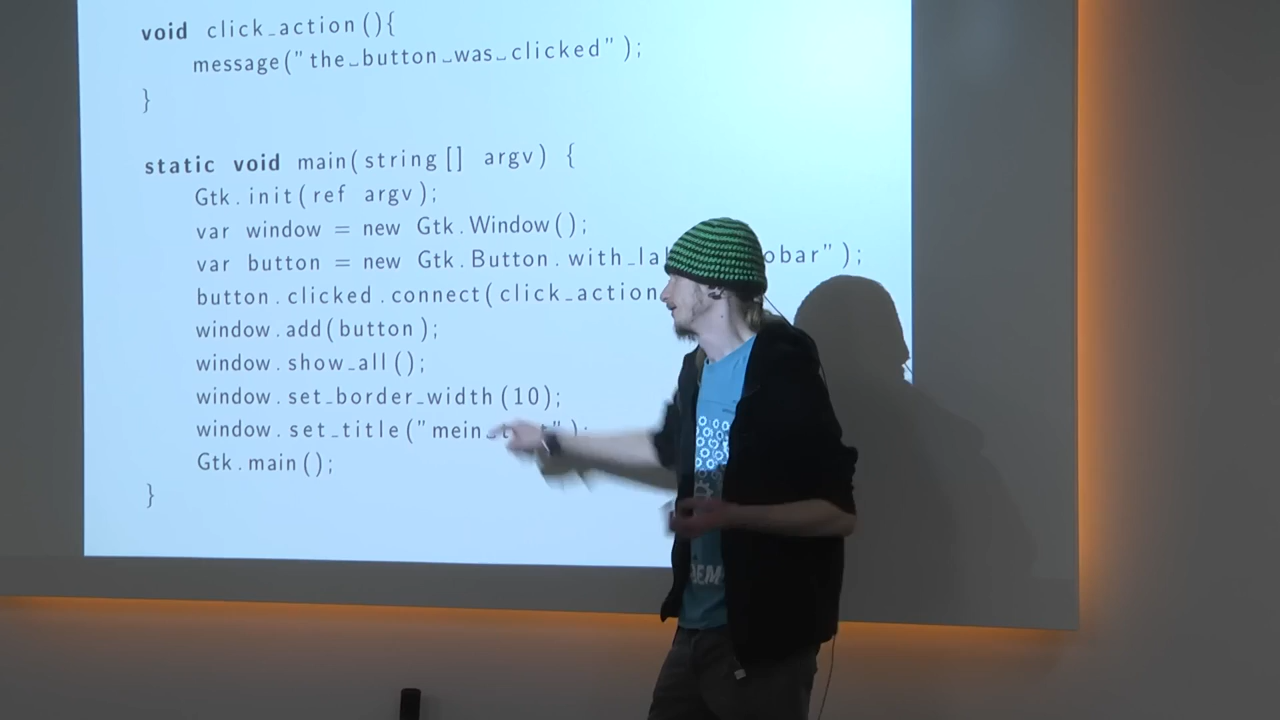 void click_action(){
message("the_button_was_clicked");
}
static void main(string[] argv) {
Gtk.init(ref argv);
var window = new Gtk.Window();
var button = new Gtk.Button.with_la obar");
button.clicked.connect(click_action
window.add(button);
window.show_all();
window.set_border_width(10);
window.set_title("mein_ ");
Gtk.main();
}